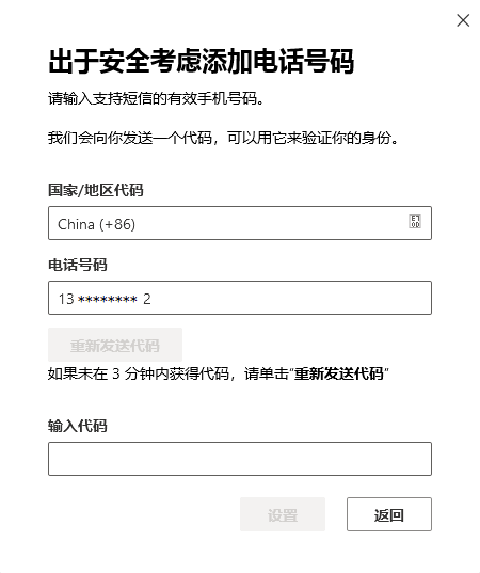 出于安全考虑添加电话号码
请输入支持短信的有效手机号码。
我们会向你发送一个代码，可以用它来验证你的身份。
国家/地区代码
China (+86)
电话号码
13 ******** 2
重新发送代码
如果未在 3 分钟内获得代码，请单击"重新发送代码"
输入代码
设置
返回